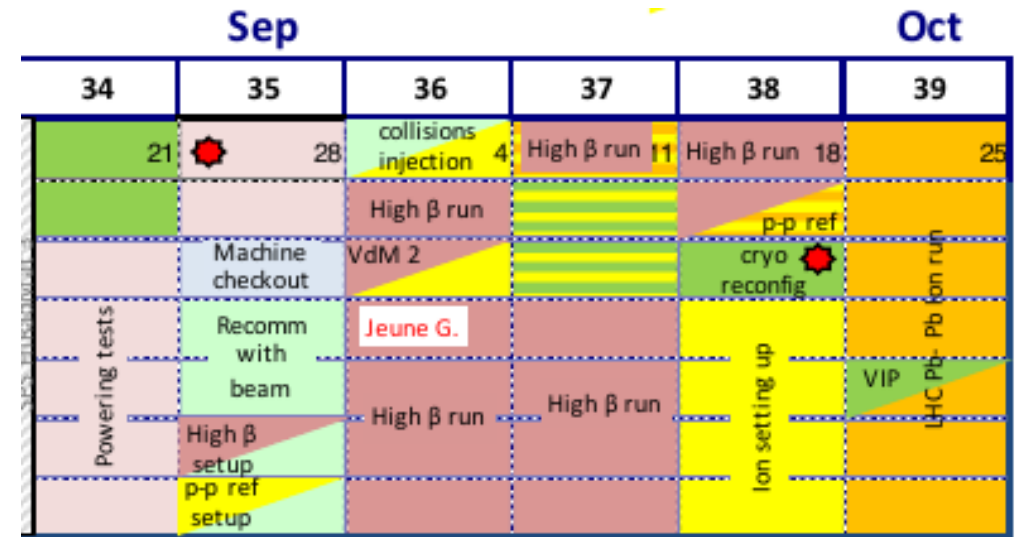 Sep
Oct
34
35
36
37
38
39
21
28
collisions
injection
4
High β run
11
High β run
18
25
High β run
p-p ref
Machine
checkout
VdM 2
cryo
reconfig
Powering tests
Recomm
with
beam
Jeune G.
High β run
High β run
Ion setting up
LHC Pb- Pb Ion run
VIP
High β
setup
p-p ref
setup